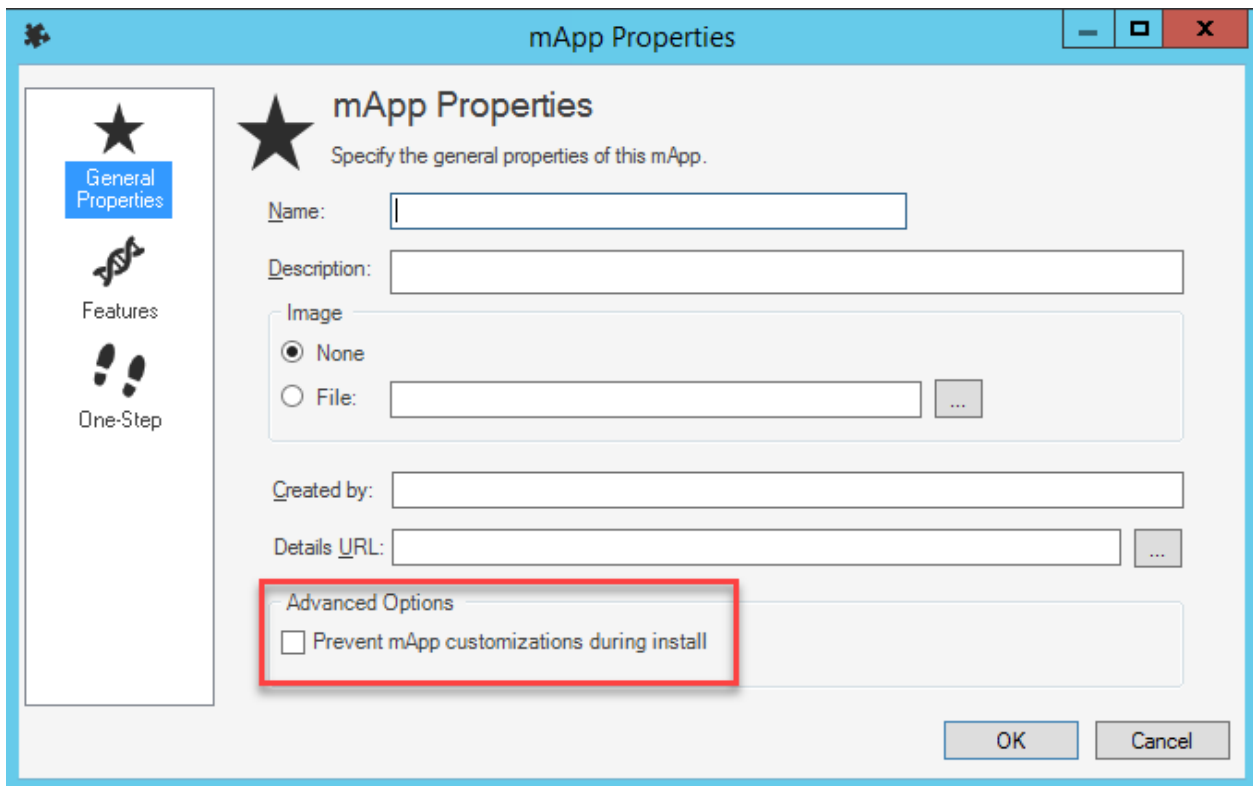 mApp Properties
X
General
Properties
Features
One-Step
mApp Properties
Specify the general properties of this mApp.
Name:
Description:
Image
None
File:
...
Created by:
Details URL:
...
Advanced Options
Prevent mApp customizations during install
OK
Cancel